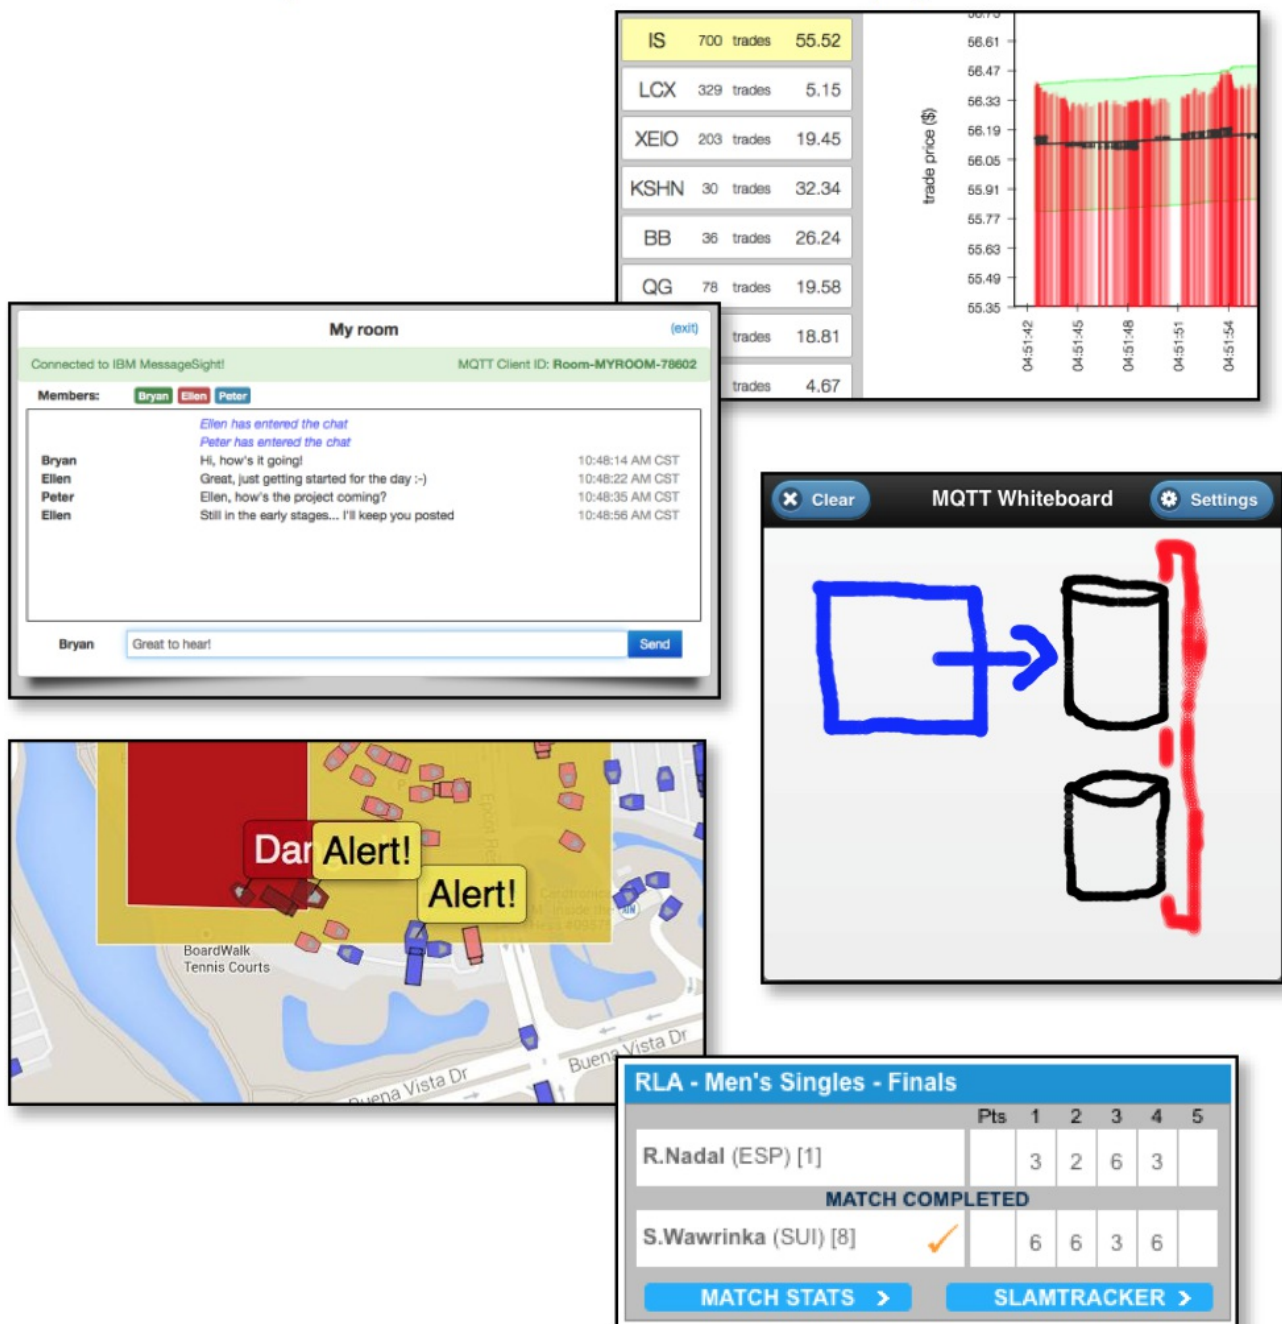 IS 700 trades 55.52
LCX 329 trades 5.15
XEIO 203 trades 19.45
KSHN 30 trades 32.34
BB 36 trades 26.24
QG 78 trades 19.58
trades 18.81
trades 4.67
trade price ($)
56.61
56.47
56.33
56.19
56.05
55.91
55.77
55.63
55.49
55.35
04:51:42
04:51:45
04:51:48
04:51:51
04:51:54
My room (exit)
Connected to IBM MessageSight! MQTT Client ID: Room-MYROOM-78602
Members: Bryan Ellen Peter
Ellen has entered the chat
Peter has entered the chat
Bryan Hi, how's it going! 10:48:14 AM CST
Ellen Great, just getting started for the day :-) 10:48:22 AM CST
Peter Ellen, how's the project coming? 10:48:35 AM CST
Ellen Still in the early stages... I'll keep you posted 10:48:56 AM CST
Bryan Great to hear! Send
Clear MQTT Whiteboard Settings
Dan
Alert!
Alert!
BoardWalk
Tennis Courts
Buena Vista Dr
Buena Vista Dr
RLA - Men's Singles - Finals
Pts 1 2 3 4 5
R.Nadal (ESP) [1] 3 2 6 3
MATCH COMPLETED
S.Wawrinka (SUI) [8] 6 6 3 6
MATCH STATS >
SLAMTRACKER >